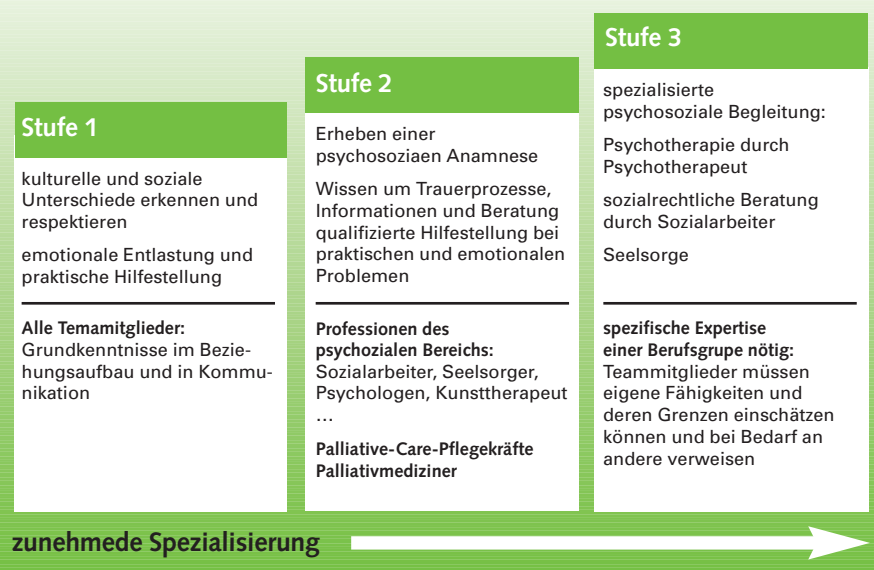 Stufe 1
kulturelle und soziale
Unterschiede erkennen und
respektieren
emotionale Entlastung und
praktische Hilfestellung
Alle Temamitglieder:
Grundkenntnisse im Bezie-
hungsaufbau und in Kommu-
nikation
Stufe 2
Erheben einer
psychosoziaen Anamnese
Wissen um Trauerprozesse,
Informationen und Beratung
qualifizierte Hilfestellung bei
praktischen und emotionalen
Problemen
Professionen des
psychozialen Bereichs:
Sozialarbeiter, Seelsorger,
Psychologen, Kunsttherapeut
…
Palliative-Care-Pflegekräfte
Palliativmediziner
Stufe 3
spezialisierte
psychosoziale Begleitung:
Psychotherapie durch
Psychotherapeut
sozialrechtliche Beratung
durch Sozialarbeiter
Seelsorge
spezifische Expertise
einer Berufsgrupe nötig:
Teammitglieder müssen
eigene Fähigkeiten und
deren Grenzen einschätzen
können und bei Bedarf an
andere verweisen
zunehmede Spezialisierung